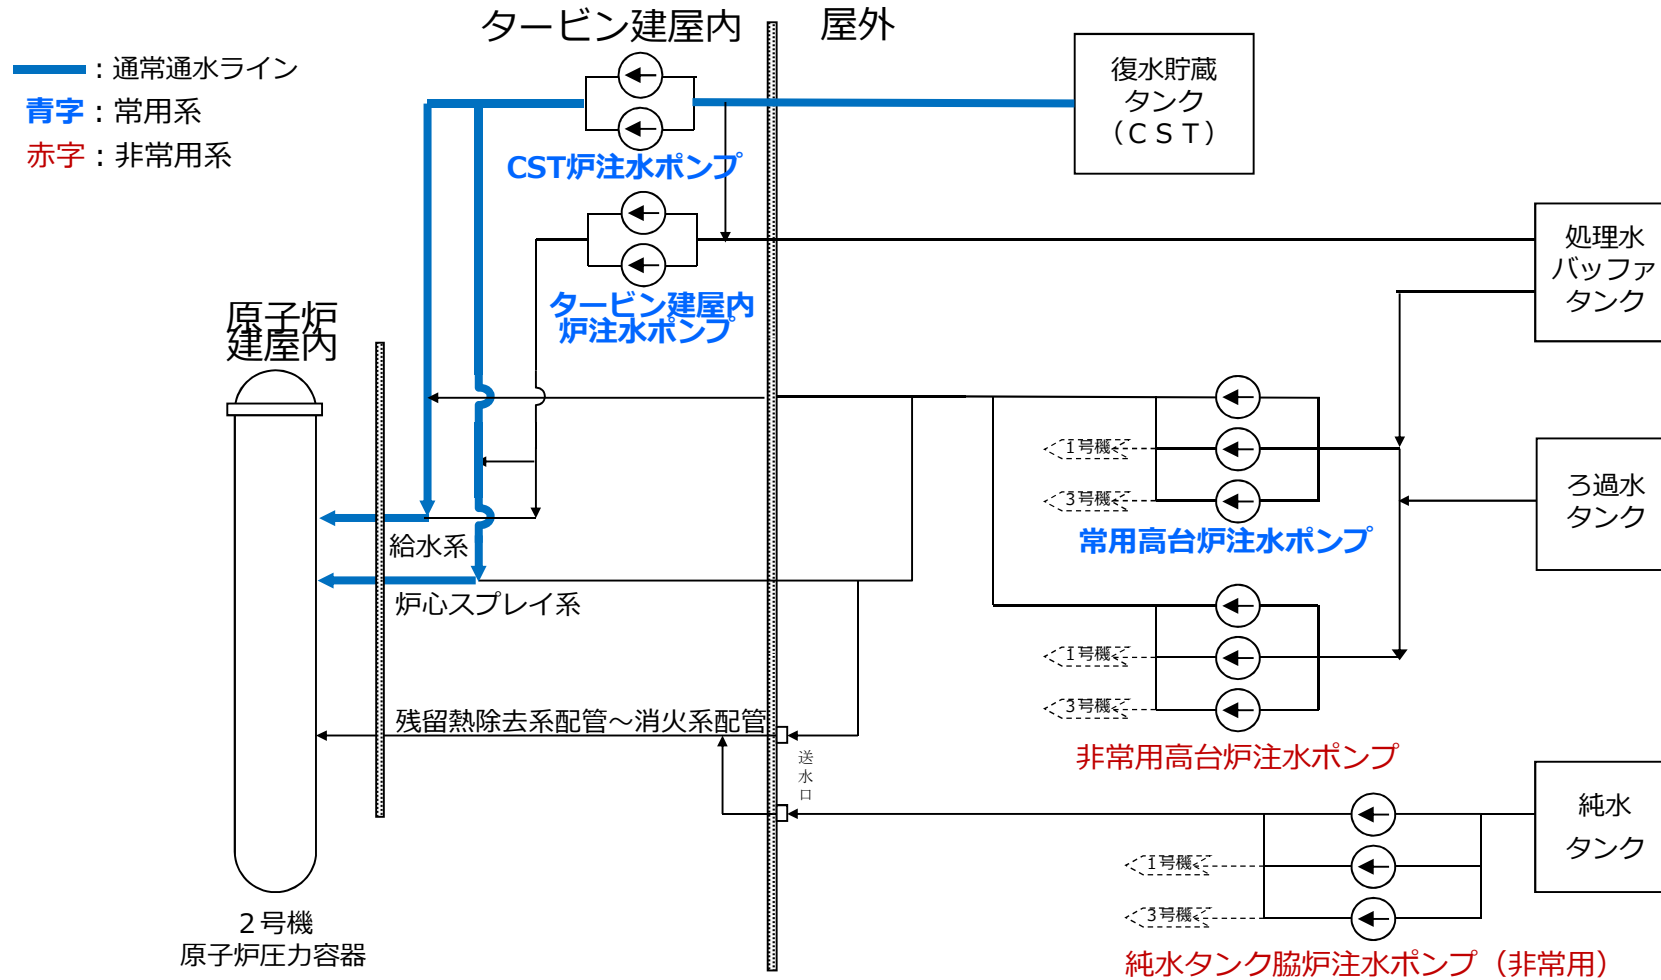 タービン建屋内
屋外
：通常通水ライン
青字：常用系
赤字：非常用系
復水貯蔵
タンク
（ＣＳＴ）
CST炉注水ポンプ
処理水
バッファ
タンク
タービン建屋内
炉注水ポンプ
原子炉
建屋内
1号機
3号機
常用高台炉注水ポンプ
ろ過水
タンク
給水系
炉心スプレイ系
1号機
3号機
非常用高台炉注水ポンプ
残留熱除去系配管～消火系配管
送
水
口
純水
タンク
1号機
3号機
純水タンク脇炉注水ポンプ（非常用）
２号機
原子炉圧力容器